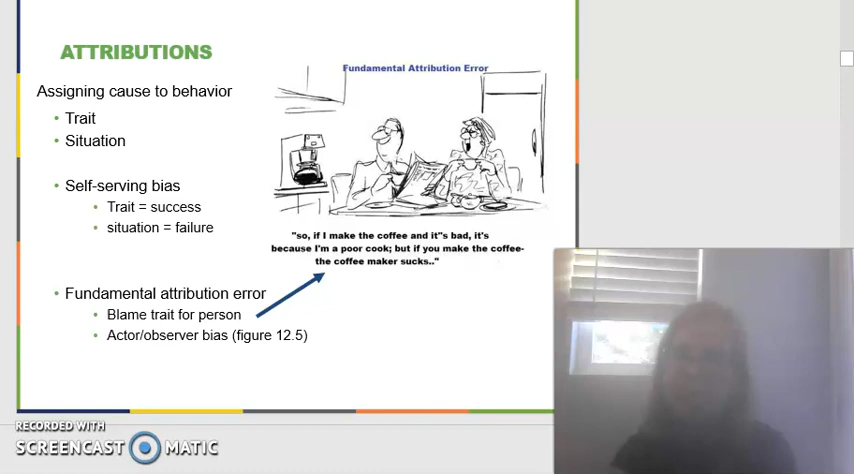 ATTRIBUTIONS
Assigning cause to behavior
• Trait
• Situation
• Self-serving bias
• Trait = success
• situation = failure
• Fundamental attribution error
• Blame trait for person
• Actor/observer bias (figure 12.5)
Fundamental Attribution Error
"so, if I make the coffee and it"s bad, it's
because I'm a poor cook; but if you make the coffee-
the coffee maker sucks.."
RECORDED WITH
SCREENCAST MATIC